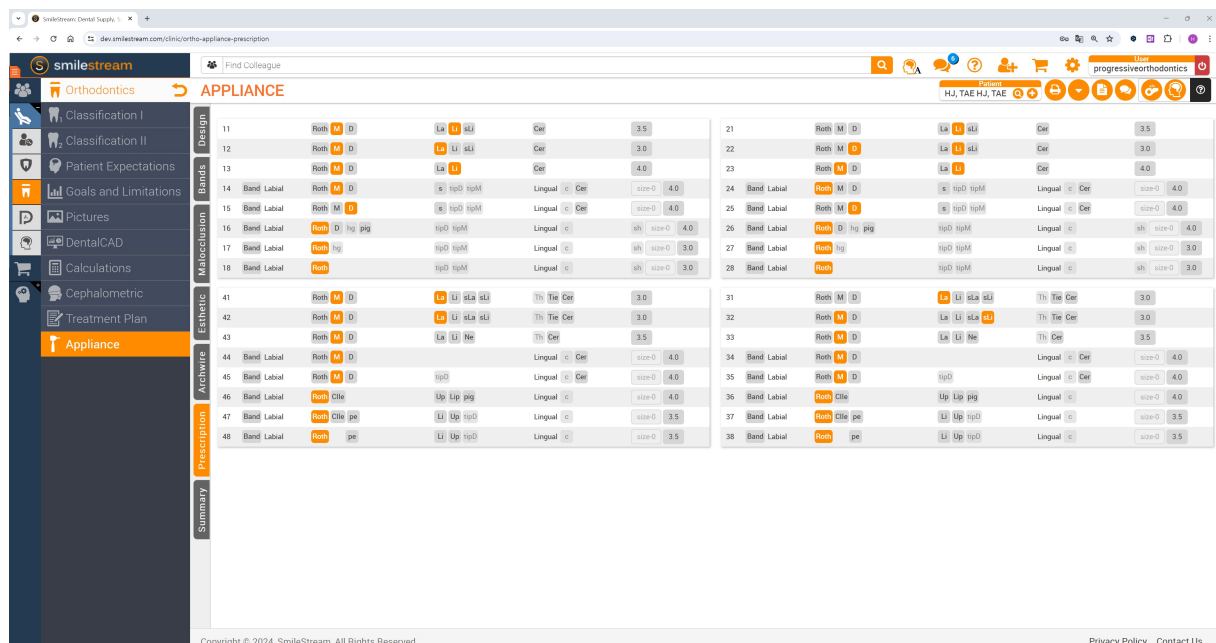 SmileStream: Dental Supply, S
dev.smilestream.com/clinic/ortho-appliance-prescription
smilestream
Find Colleague
6
User
progressiveorthodontics
Orthodontics
APPLIANCE
Patient
HJ, TAE HJ, TAE
Classification I
Classification II
Patient Expectations
Goals and Limitations
Pictures
DentalCAD
Calculations
Cephalometric
Treatment Plan
Appliance
Design
Bands
Malocclusion
Esthetic
Archwire
Prescription
Summary
11 Roth M D La Li sLi Cer 3.5
12 Roth M D La Li sLi Cer 3.0
13 Roth M D La Li Cer 4.0
14 Band Labial Roth M D s tipD tipM Lingual c Cer size-0 4.0
15 Band Labial Roth M D s tipD tipM Lingual c Cer size-0 4.0
16 Band Labial Roth D hg pig tipD tipM Lingual c sh size-0 4.0
17 Band Labial Roth hg tipD tipM Lingual c sh size-0 3.0
18 Band Labial Roth tipD tipM Lingual c sh size-0 3.0
21 Roth M D La Li sLi Cer 3.5
22 Roth M D La Li sLi Cer 3.0
23 Roth M D La Li Cer 4.0
24 Band Labial Roth M D s tipD tipM Lingual c Cer size-0 4.0
25 Band Labial Roth M D s tipD tipM Lingual c Cer size-0 4.0
26 Band Labial Roth D hg pig tipD tipM Lingual c sh size-0 4.0
27 Band Labial Roth hg tipD tipM Lingual c sh size-0 3.0
28 Band Labial Roth tipD tipM Lingual c sh size-0 3.0
41 Roth M D La Li sLa sLi Th Tie Cer 3.0
42 Roth M D La Li sLa sLi Th Tie Cer 3.0
43 Roth M D La Li Ne Th Cer 3.5
44 Band Labial Roth M D Lingual c Cer size-0 4.0
45 Band Labial Roth M D tipD Lingual c Cer size-0 4.0
46 Band Labial Roth Clle Up Lip pig Lingual c size-0 4.0
47 Band Labial Roth Clle pe Li Up tipD Lingual c size-0 3.5
48 Band Labial Roth pe Li Up tipD Lingual c size-0 3.5
31 Roth M D La Li sLa sLi Th Tie Cer 3.0
32 Roth M D La Li sLa sLi Th Tie Cer 3.0
33 Roth M D La Li Ne Th Cer 3.5
34 Band Labial Roth M D Lingual c Cer size-0 4.0
35 Band Labial Roth M D tipD Lingual c Cer size-0 4.0
36 Band Labial Roth Clle Up Lip pig Lingual c size-0 4.0
37 Band Labial Roth Clle pe Li Up tipD Lingual c size-0 3.5
38 Band Labial Roth pe Li Up tipD Lingual c size-0 3.5
Copyright © 2024, SmileStream. All Rights Reserved
Privacy Policy Contact Us